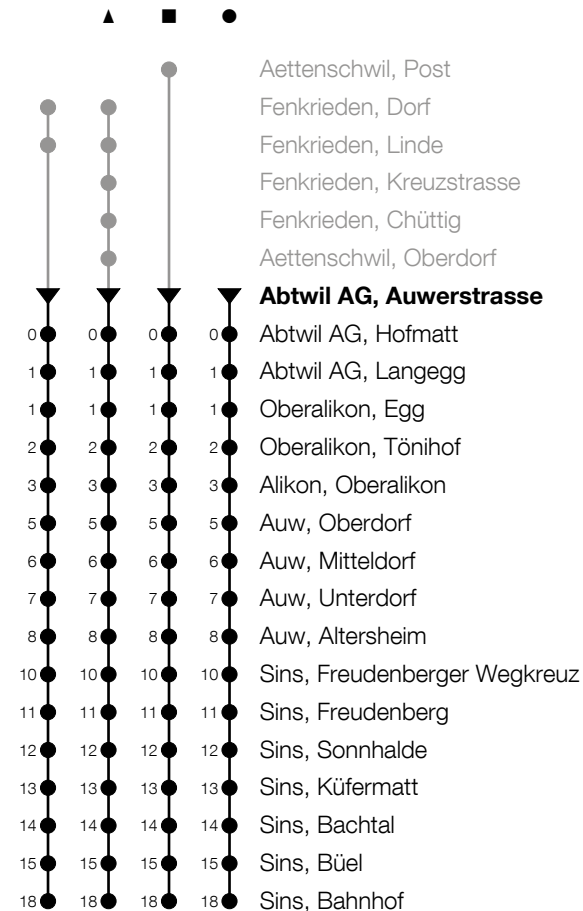 Aettenschwil, Post
Fenkrieden, Dorf
Fenkrieden, Linde
Fenkrieden, Kreuzstrasse
Fenkrieden, Chüttig
Aettenschwil, Oberdorf
Abtwil AG, Auwerstrasse
0 0 0 0 Abtwil AG, Hofmatt
1 1 1 1 Abtwil AG, Langegg
1 1 1 1 Oberalikon, Egg
2 2 2 2 Oberalikon, Tönihof
3 3 3 3 Alikon, Oberalikon
5 5 5 5 Auw, Oberdorf
6 6 6 6 Auw, Mitteldorf
7 7 7 7 Auw, Unterdorf
8 8 8 8 Auw, Altersheim
10 10 10 10 Sins, Freudenberger Wegkreuz
11 11 11 11 Sins, Freudenberg
12 12 12 12 Sins, Sonnhalde
13 13 13 13 Sins, Küfermatt
14 14 14 14 Sins, Bachtal
15 15 15 15 Sins, Büel
18 18 18 18 Sins, Bahnhof